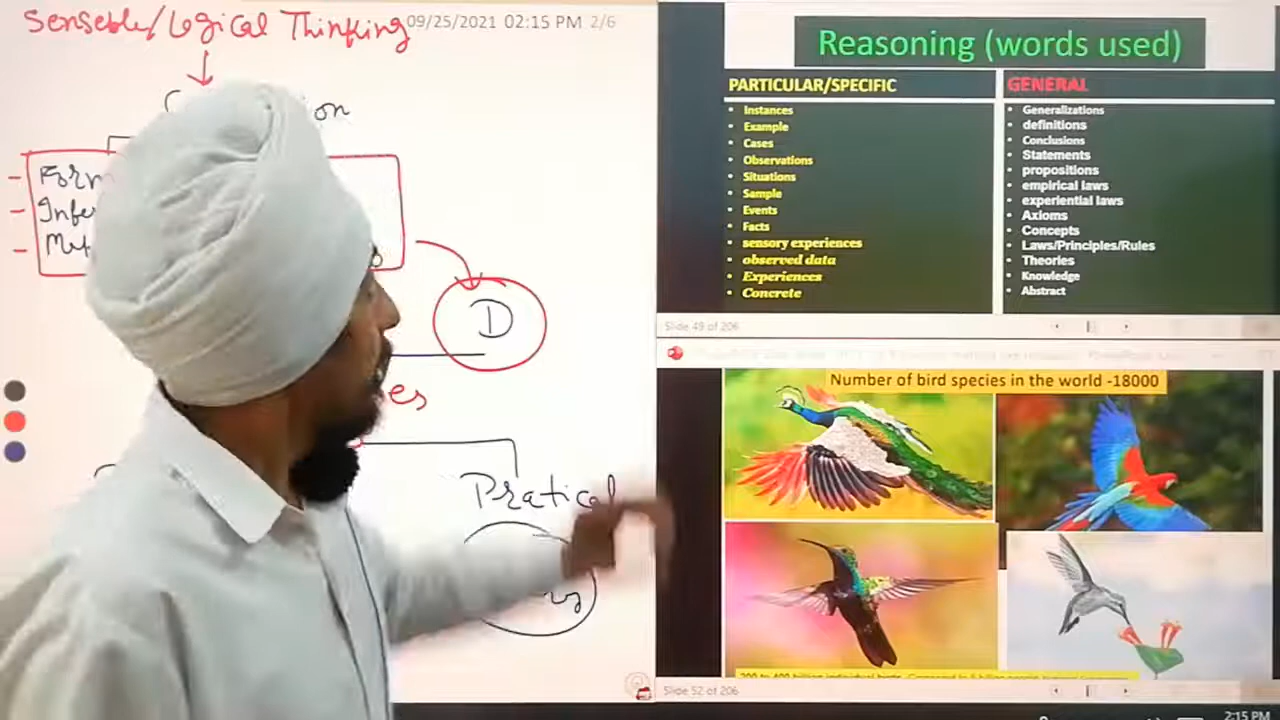 Senseble/Logical Thinking
09/25/2021 02:15 PM 2/6
on
D
es
Pratical
Reasoning (words used)
PARTICULAR/SPECIFIC
• Instances
• Example
• Cases
• Observations
• Situations
• Sample
• Events
• Facts
• sensory experiences
• observed data
• Experiences
• Concrete
GENERAL
• Generalizations
• definitions
• Conclusions
• Statements
• propositions
• empirical laws
• experiential laws
• Axioms
• Concepts
• Laws/Principles/Rules
• Theories
• Knowledge
• Abstract
Slide 49 of 206
Number of bird species in the world -18000
Slide 52 of 206
2:15 PM